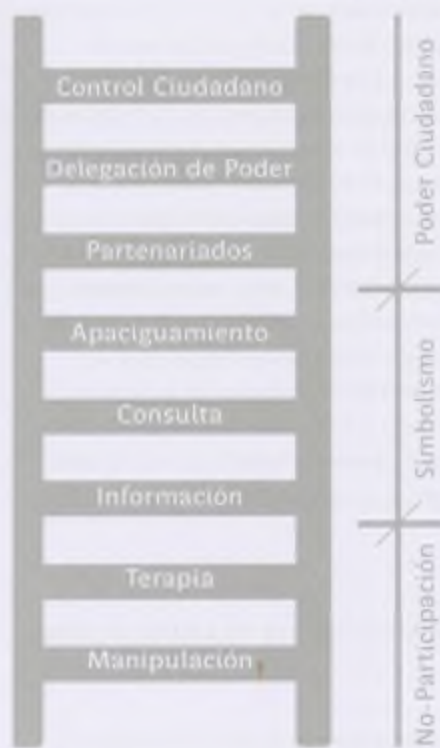 Control Ciudadano
Delegación de Poder
Partenariados
Apaciguamiento
Consulta
Información
Terapia
Manipulación
Poder Ciudadano
Simbolismo
No-Participación